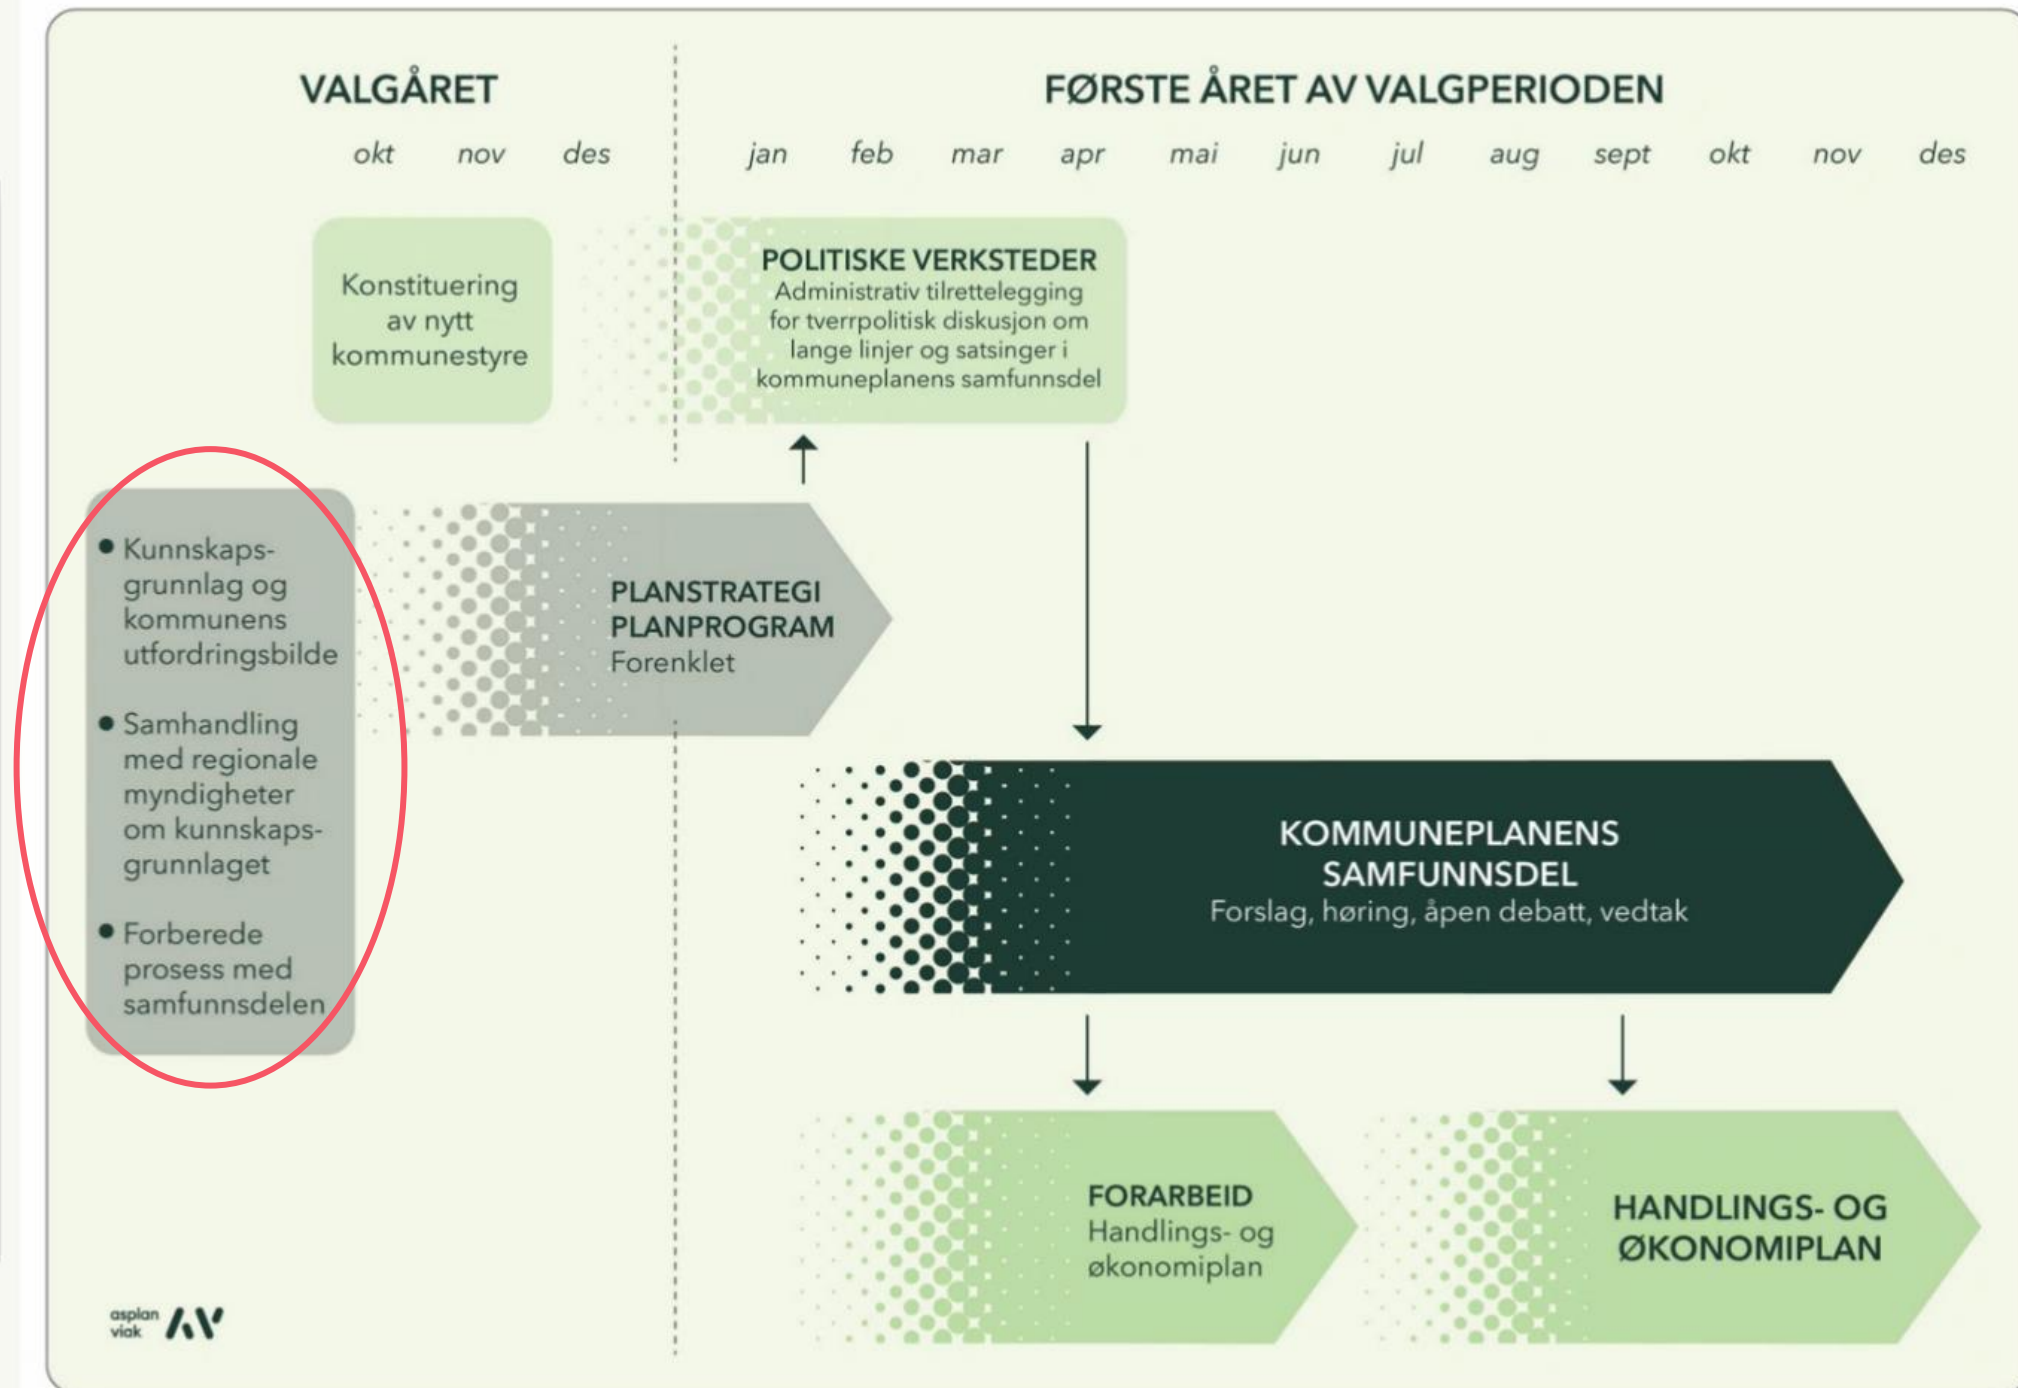 VALGÅRET
FØRSTE ÅRET AV VALGPERIODEN
okt nov des jan feb mar apr mai jun jul aug sept okt nov des
Konstituering
av nytt
kommunestyre
POLITISKE VERKSTEDER
Administrativ tilrettelegging
for tverrpolitisk diskusjon om
lange linjer og satsinger i
kommuneplanens samfunnsdel
● Kunnskaps-
grunnlag og
kommunens
utfordringsbilde
● Samhandling
med regionale
myndigheter
om kunnskaps-
grunnlaget
● Forberede
prosess med
samfunnsdelen
PLANSTRATEGI
PLANPROGRAM
Forenklet
KOMMUNEPLANENS
SAMFUNNSDEL
Forslag, høring, åpen debatt, vedtak
FORARBEID
Handlings- og
økonomiplan
HANDLINGS- OG
ØKONOMIPLAN
asplan
viak